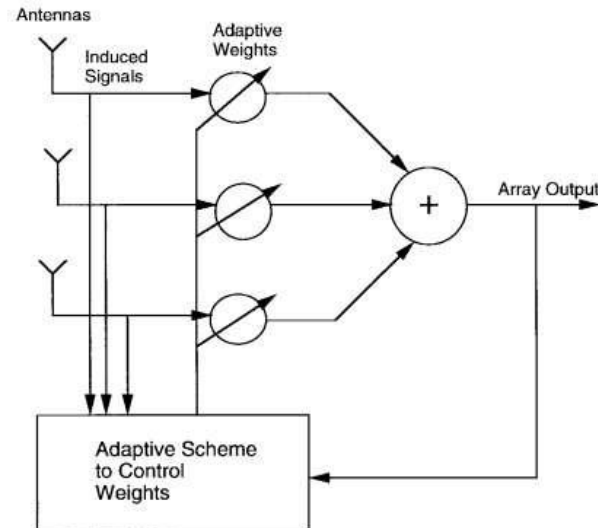 Antennas
Induced
Signals
Adaptive
Weights
+
Array Output
Adaptive Scheme
to Control
Weights